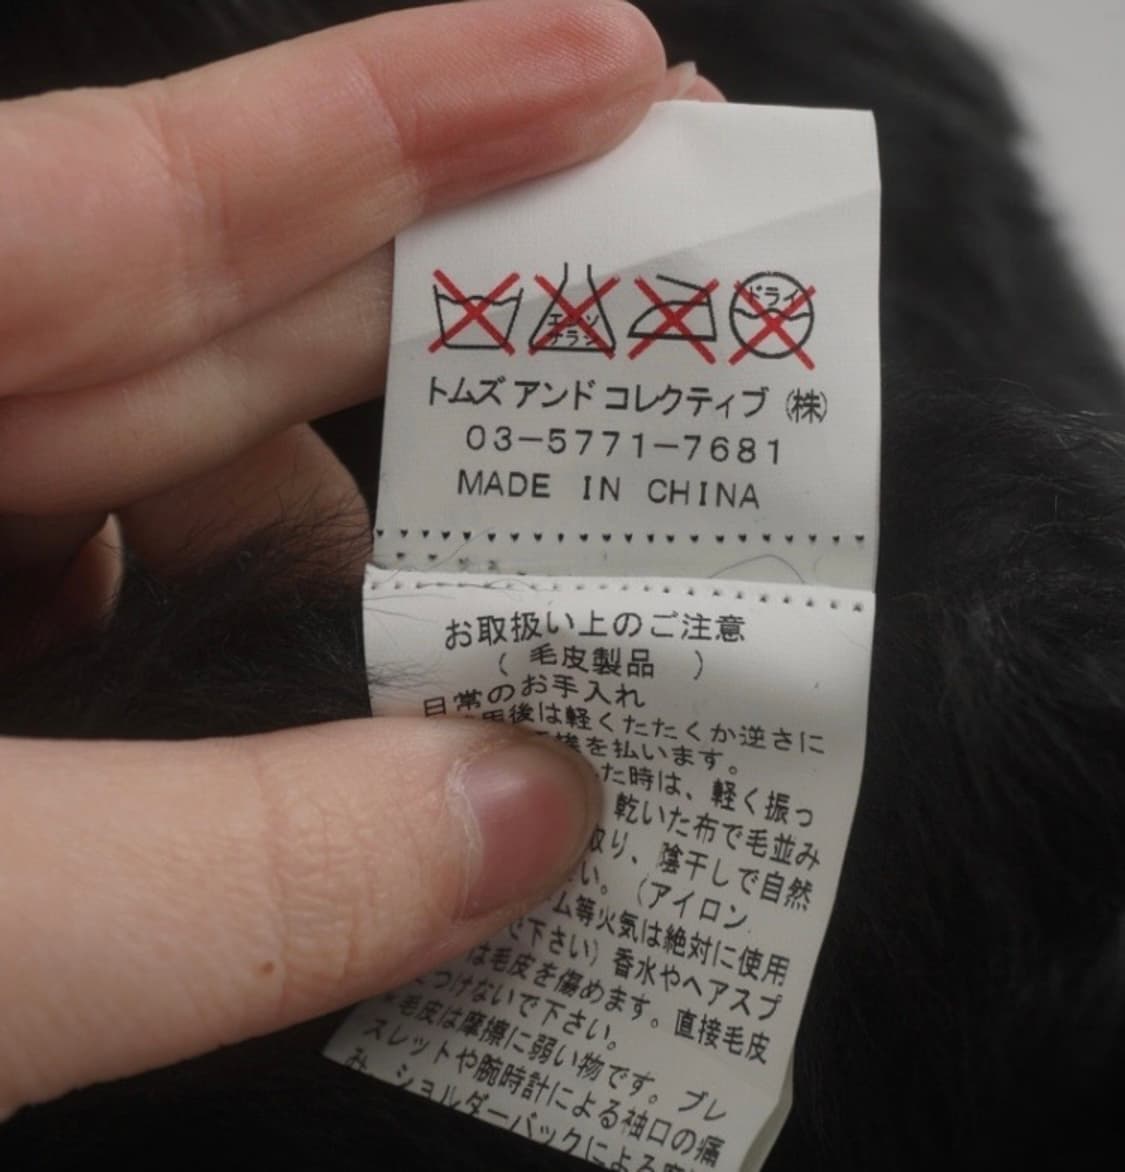 ドライ
トムズ アンド コレクティブ (株)
03-5771-7681
MADE IN CHINA
お取扱い上のご注意
( 毛皮製品 )
日常のお手入れ
後は軽くたたくか逆さに
を払います。
た時は、軽く振っ
乾いた布で毛並み
取り、陰干しで自然
い。(アイロン
ム等火気は絶対に使用
で下さい)香水やヘアスプ
は毛皮を傷めます。直接毛皮
つけないで下さい。
毛皮は摩擦に弱い物です。ブレ
スレットや腕時計による袖口の痛
み、ショルダーバックによる